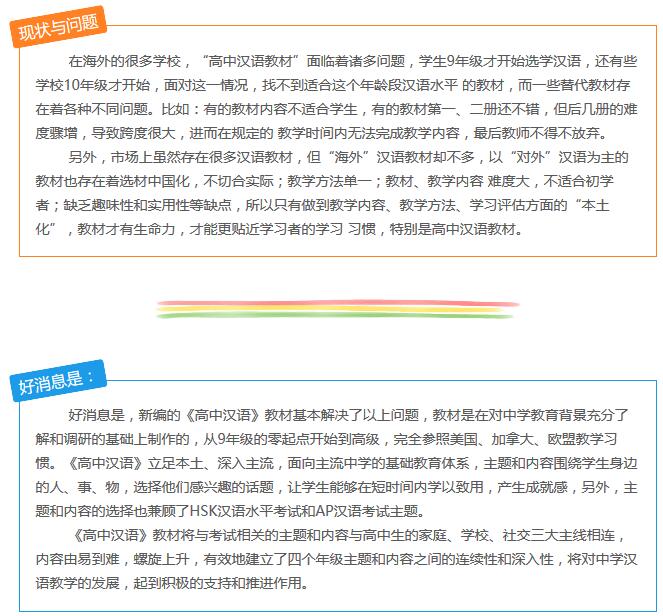 现状与问题
在海外的很多学校，“高中汉语教材”面临着诸多问题，学生9年级才开始选学汉语，还有些
学校10年级才开始，面对这一情况，找不到适合这个年龄段汉语水平 的教材，而一些替代教材存
在着各种不同问题。比如：有的教材内容不适合学生，有的教材第一、二册还不错，但后几册的难
度骤增，导致跨度很大，进而在规定的 教学时间内无法完成教学内容，最后教师不得不放弃。
另外，市场上虽然存在很多汉语教材，但“海外”汉语教材却不多，以“对外”汉语为主的
教材也存在着选材中国化，不切合实际；教学方法单一；教材、教学内容 难度大，不适合初学
者；缺乏趣味性和实用性等缺点，所以只有做到教学内容、教学方法、学习评估方面的“本土
化”，教材才有生命力，才能更贴近学习者的学习 习惯，特别是高中汉语教材。
好消息是：
好消息是，新编的《高中汉语》教材基本解决了以上问题，教材是在对中学教育背景充分了
解和调研的基础上制作的，从9年级的零起点开始到高级，完全参照美国、加拿大、欧盟教学习
惯。《高中汉语》立足本土、深入主流，面向主流中学的基础教育体系，主题和内容围绕学生身边
的人、事、物，选择他们感兴趣的话题，让学生能够在短时间内学以致用，产生成就感，另外，主
题和内容的选择也兼顾了HSK汉语水平考试和AP汉语考试主题。
《高中汉语》教材将与考试相关的主题和内容与高中生的家庭、学校、社交三大主线相连，
内容由易到难，螺旋上升，有效地建立了四个年级主题和内容之间的连续性和深入性，将对中学汉
语教学的发展，起到积极的支持和推进作用。